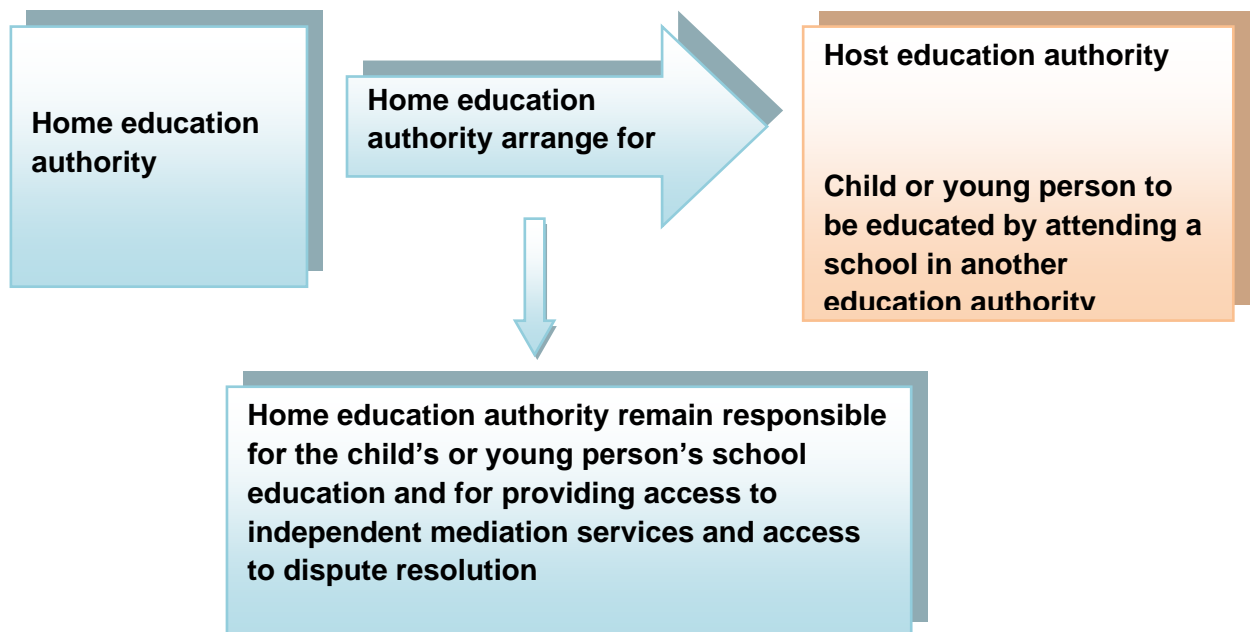 Home education
authority
Home education
authority arrange for
Host education authority
Child or young person to
be educated by attending a
school in another
education authority
Home education authority remain responsible
for the child’s or young person’s school
education and for providing access to
independent mediation services and access
to dispute resolution